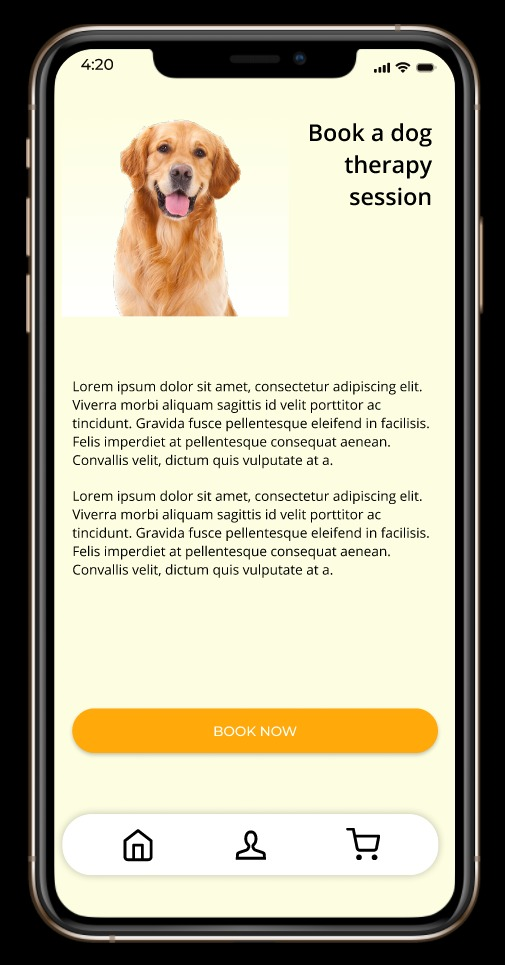 4:20
Book a dog
therapy
session
Lorem ipsum dolor sit amet, consectetur adipiscing elit.
Viverra morbi aliquam sagittis id velit porttitor ac
tincidunt. Gravida fusce pellentesque eleifend in facilisis.
Felis imperdiet at pellentesque consequat aenean.
Convallis velit, dictum quis vulputate at a.
Lorem ipsum dolor sit amet, consectetur adipiscing elit.
Viverra morbi aliquam sagittis id velit porttitor ac
tincidunt. Gravida fusce pellentesque eleifend in facilisis.
Felis imperdiet at pellentesque consequat aenean.
Convallis velit, dictum quis vulputate at a.
BOOK NOW